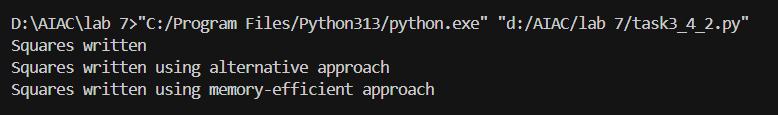 D:\AIAC\lab 7>"C:/Program Files/Python313/python.exe" "d:/AIAC/lab 7/task3_4_2.py"
Squares written
Squares written using alternative approach
Squares written using memory-efficient approach